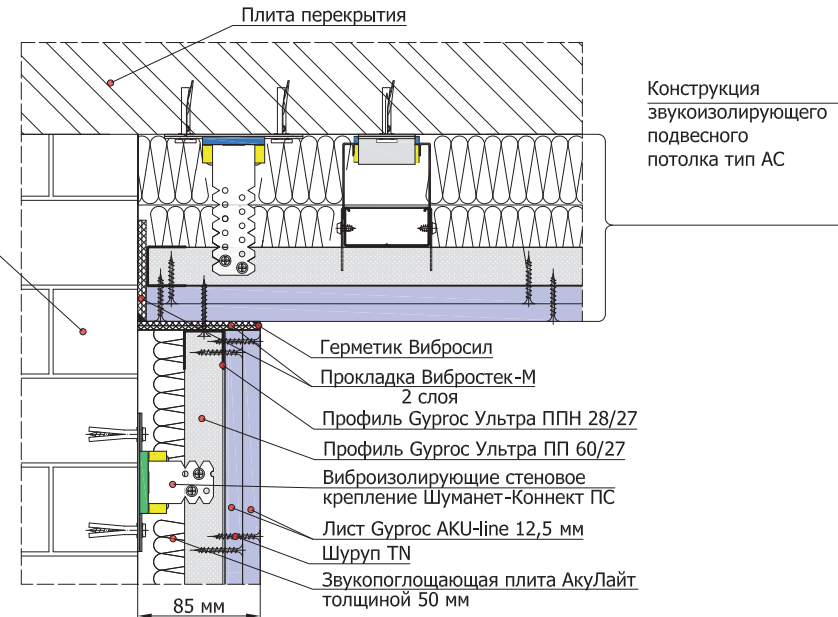 Плита перекрытия
Конструкция
звукоизолирующего
подвесного
потолка тип АС
Герметик Вибросил
Прокладка Вибростек-М
2 слоя
Профиль Gyproc Ультра ППН 28/27
Профиль Gyproc Ультра ПП 60/27
Виброизолирующие стеновое
крепление Шуманет-Коннект ПС
Лист Gyproc AKU-line 12,5 мм
Шуруп TN
Звукопоглощающая плита АкуЛайт
толщиной 50 мм
85 мм